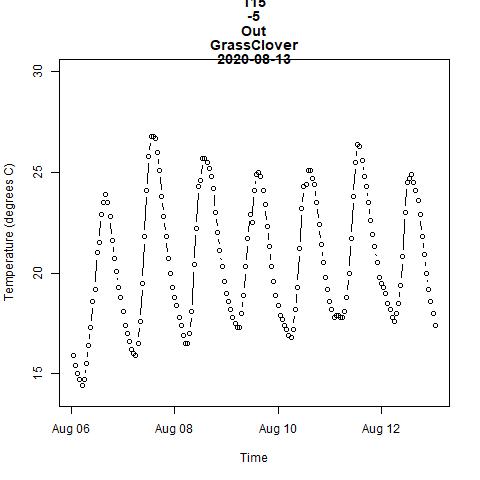 T15
-5
Out
GrassClover
2020-08-13
30
25
20
15
Temperature (degrees C)
Aug 06
Aug 08
Aug 10
Aug 12
Time